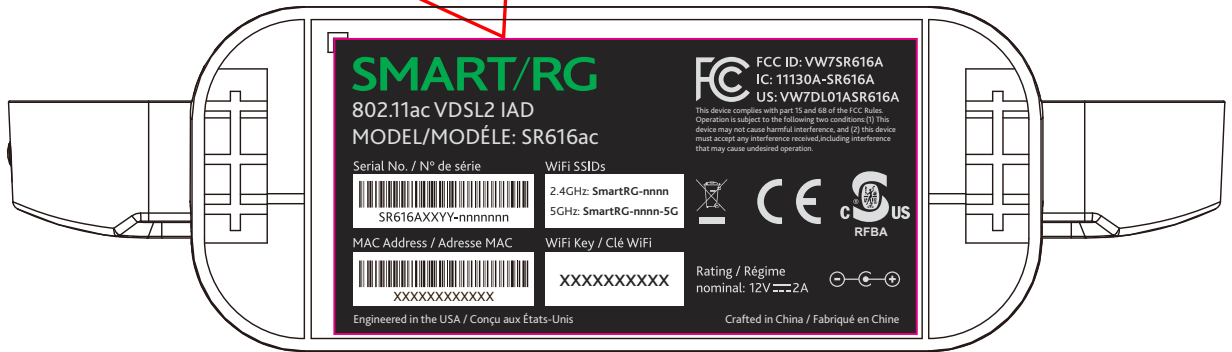 SMART/RG
802.11ac VDSL2 IAD
MODEL/MODÉLE: SR616ac
Serial No. / Nº de série
SR616AXXYY-nnnnnnn
WiFi SSIDs
2.4GHz: SmartRG-nnnn
5GHz: SmartRG-nnnn-5G
MAC Address / Adresse MAC
XXXXXXXXXXXX
WiFi Key / Clé WiFi
XXXXXXXXXX
Engineered in the USA / Conçu aux États-Unis
FC
FCC ID: VW7SR616A
IC: 11130A-SR616A
US: VW7DL01ASR616A
This device complies with part 15 and 68 of the FCC Rules.
Operation is subject to the following two conditions:(1) This
device may not cause harmful interference, and (2) this device
must accept any interference received,including interference
that may cause undesired operation.
CE
C S US
®
RFBA
Rating / Régime
nominal: 12V⎓2A
Crafted in China / Fabriqué en Chine